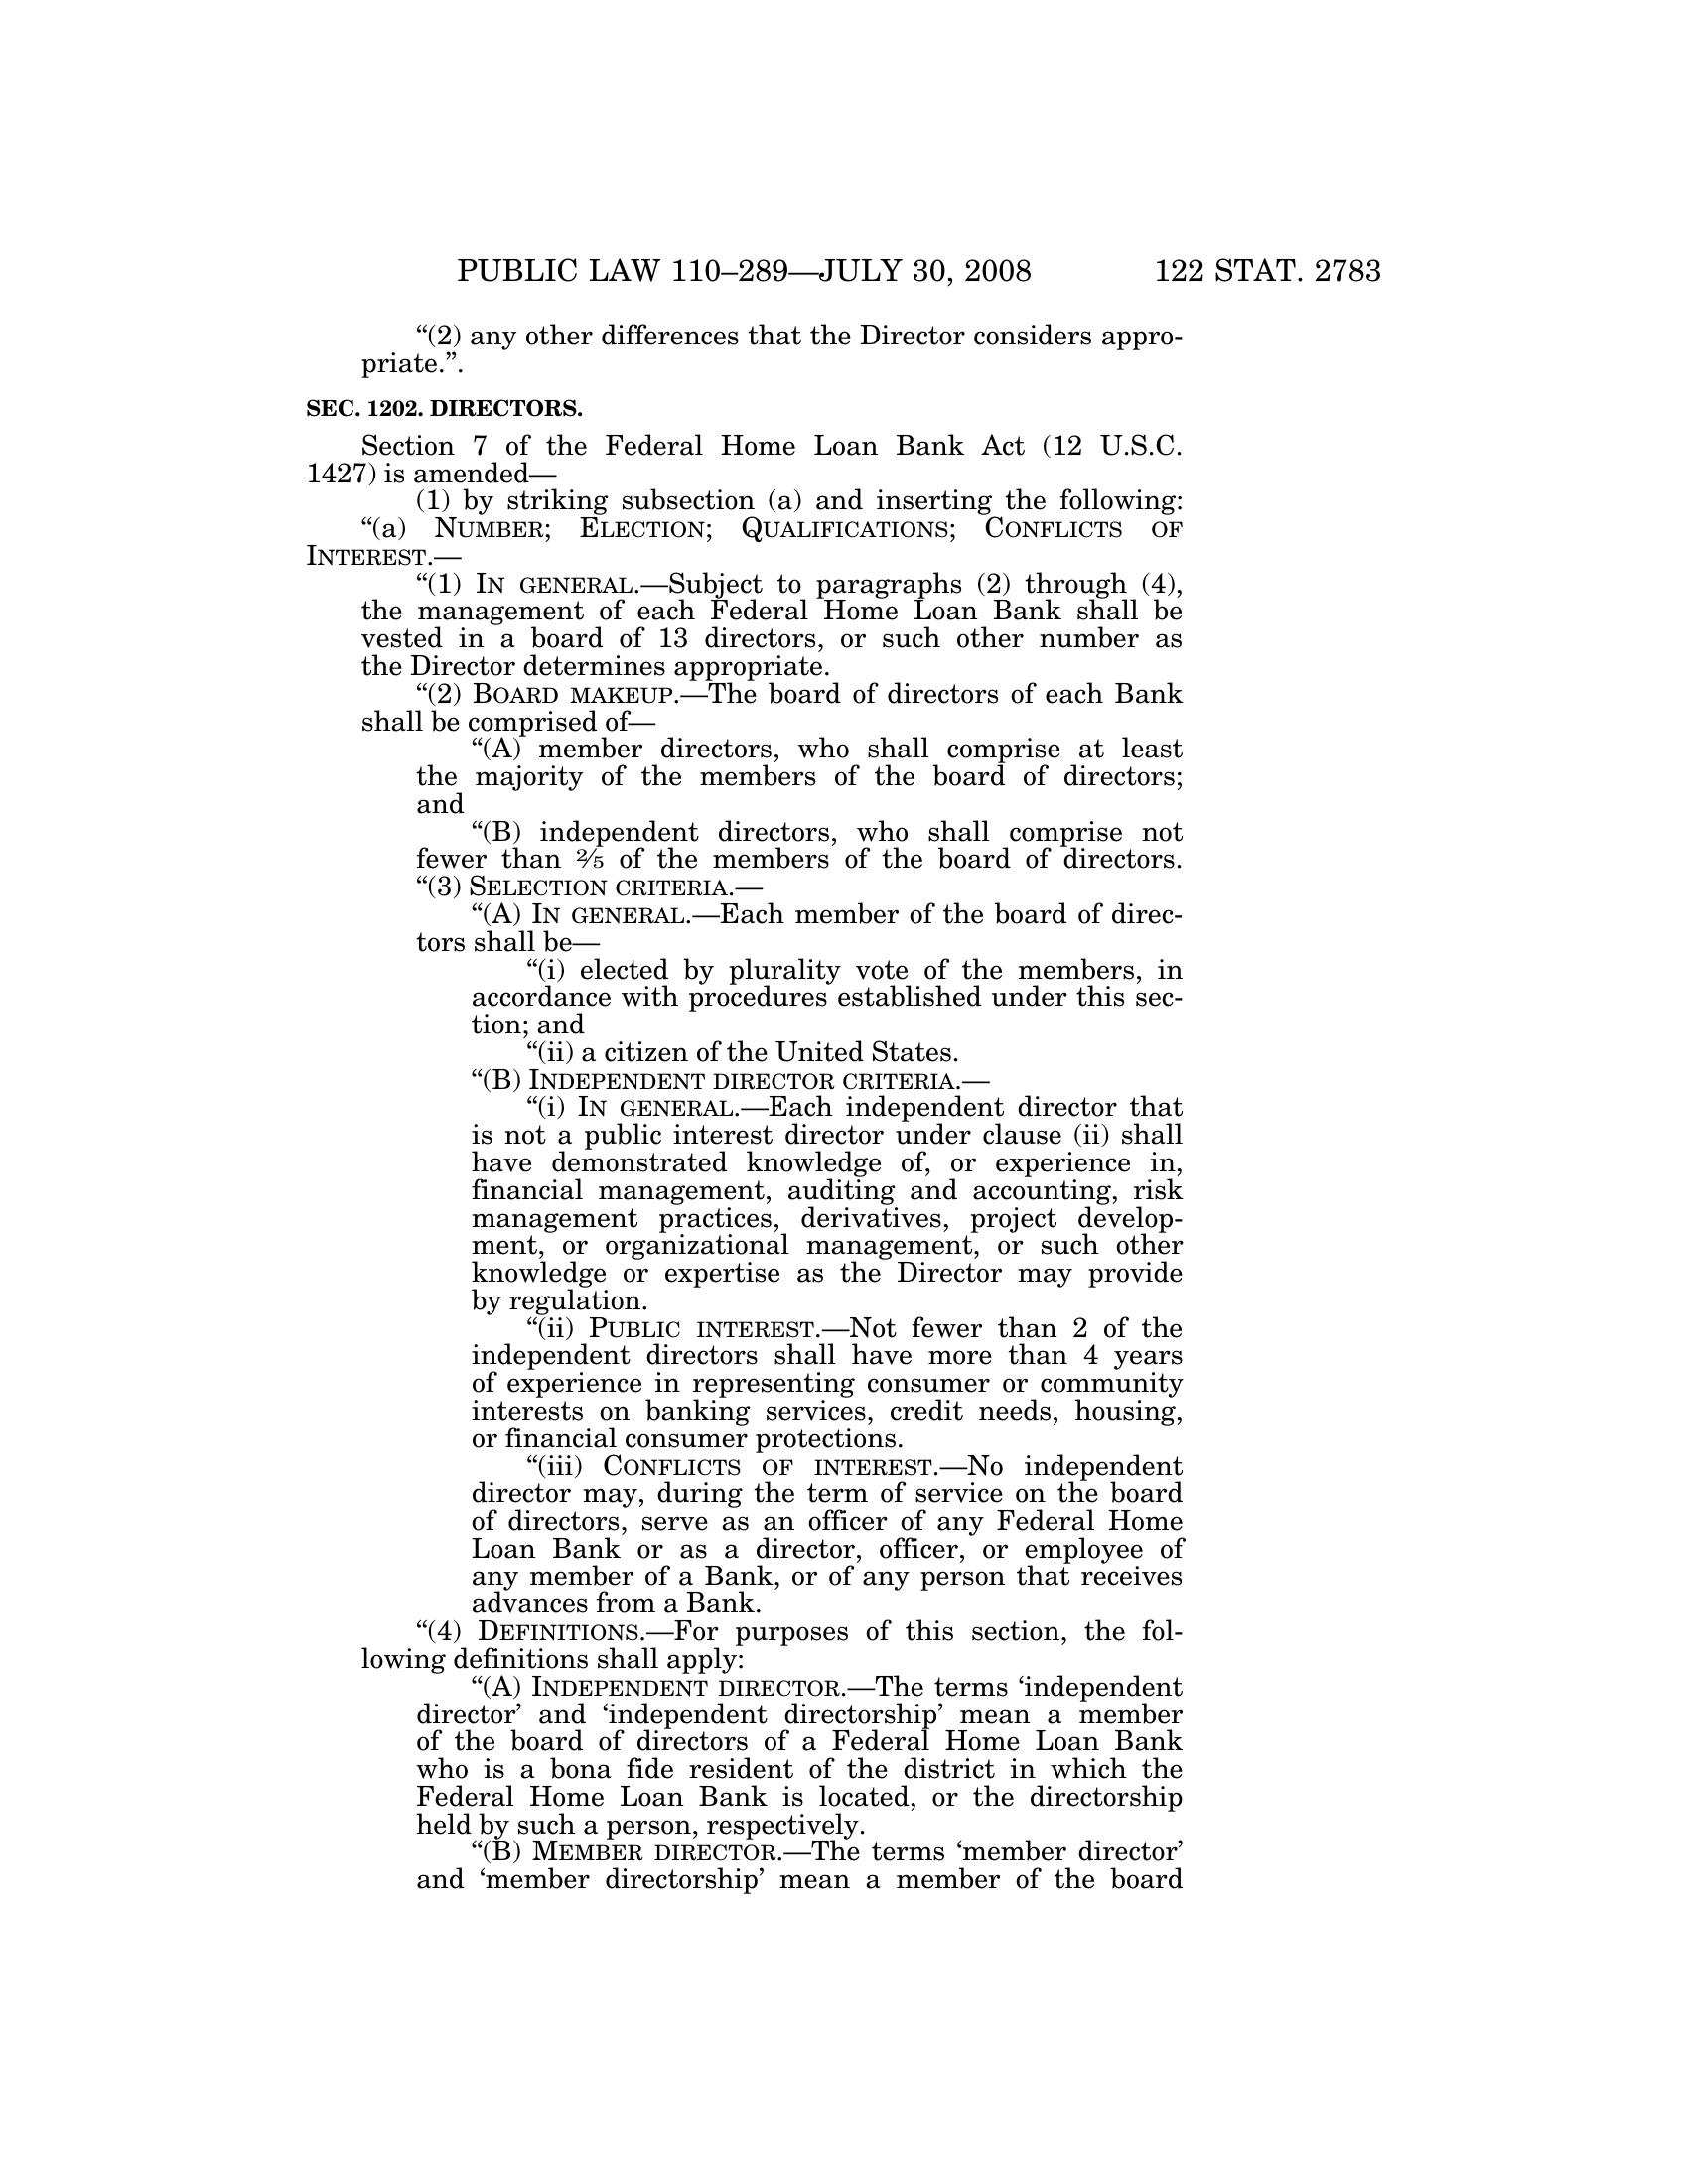 PUBLIC LAW 110–289—JULY 30, 2008 122 STAT. 2783
“(2) any other differences that the Director considers appro-
priate.”.
SEC. 1202. DIRECTORS.
Section 7 of the Federal Home Loan Bank Act (12 U.S.C.
1427) is amended—
(1) by striking subsection (a) and inserting the following:
“(a) NUMBER; ELECTION; QUALIFICATIONS; CONFLICTS OF
INTEREST.—
“(1) IN GENERAL.—Subject to paragraphs (2) through (4),
the management of each Federal Home Loan Bank shall be
vested in a board of 13 directors, or such other number as
the Director determines appropriate.
“(2) BOARD MAKEUP.—The board of directors of each Bank
shall be comprised of—
“(A) member directors, who shall comprise at least
the majority of the members of the board of directors;
and
“(B) independent directors, who shall comprise not
fewer than 2⁄5 of the members of the board of directors.
“(3) SELECTION CRITERIA.—
“(A) IN GENERAL.—Each member of the board of direc-
tors shall be—
“(i) elected by plurality vote of the members, in
accordance with procedures established under this sec-
tion; and
“(ii) a citizen of the United States.
“(B) INDEPENDENT DIRECTOR CRITERIA.—
“(i) IN GENERAL.—Each independent director that
is not a public interest director under clause (ii) shall
have demonstrated knowledge of, or experience in,
financial management, auditing and accounting, risk
management practices, derivatives, project develop-
ment, or organizational management, or such other
knowledge or expertise as the Director may provide
by regulation.
“(ii) PUBLIC INTEREST.—Not fewer than 2 of the
independent directors shall have more than 4 years
of experience in representing consumer or community
interests on banking services, credit needs, housing,
or financial consumer protections.
“(iii) CONFLICTS OF INTEREST.—No independent
director may, during the term of service on the board
of directors, serve as an officer of any Federal Home
Loan Bank or as a director, officer, or employee of
any member of a Bank, or of any person that receives
advances from a Bank.
“(4) DEFINITIONS.—For purposes of this section, the fol-
lowing definitions shall apply:
“(A) INDEPENDENT DIRECTOR.—The terms ‘independent
director’ and ‘independent directorship’ mean a member
of the board of directors of a Federal Home Loan Bank
who is a bona fide resident of the district in which the
Federal Home Loan Bank is located, or the directorship
held by such a person, respectively.
“(B) MEMBER DIRECTOR.—The terms ‘member director’
and ‘member directorship’ mean a member of the board